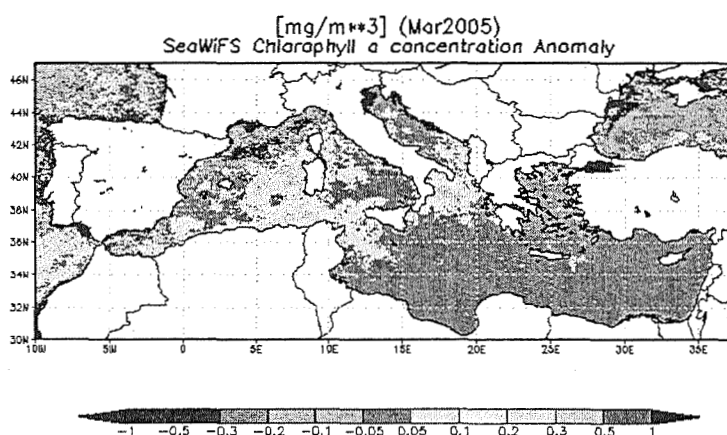 [mg/m**3] (Mar2005)
SeaWiFS Chlorophyll a concentration Anomaly
46N
44N
42N
40N
38N
36N
34N
32N
30N
10W 5W 0 5E 10E 15E 20E 25E 30E 35E
-1 -0.5 -0.3 -0.2 -0.1 -0.05 0.05 0.1 0.2 0.3 0.5 1